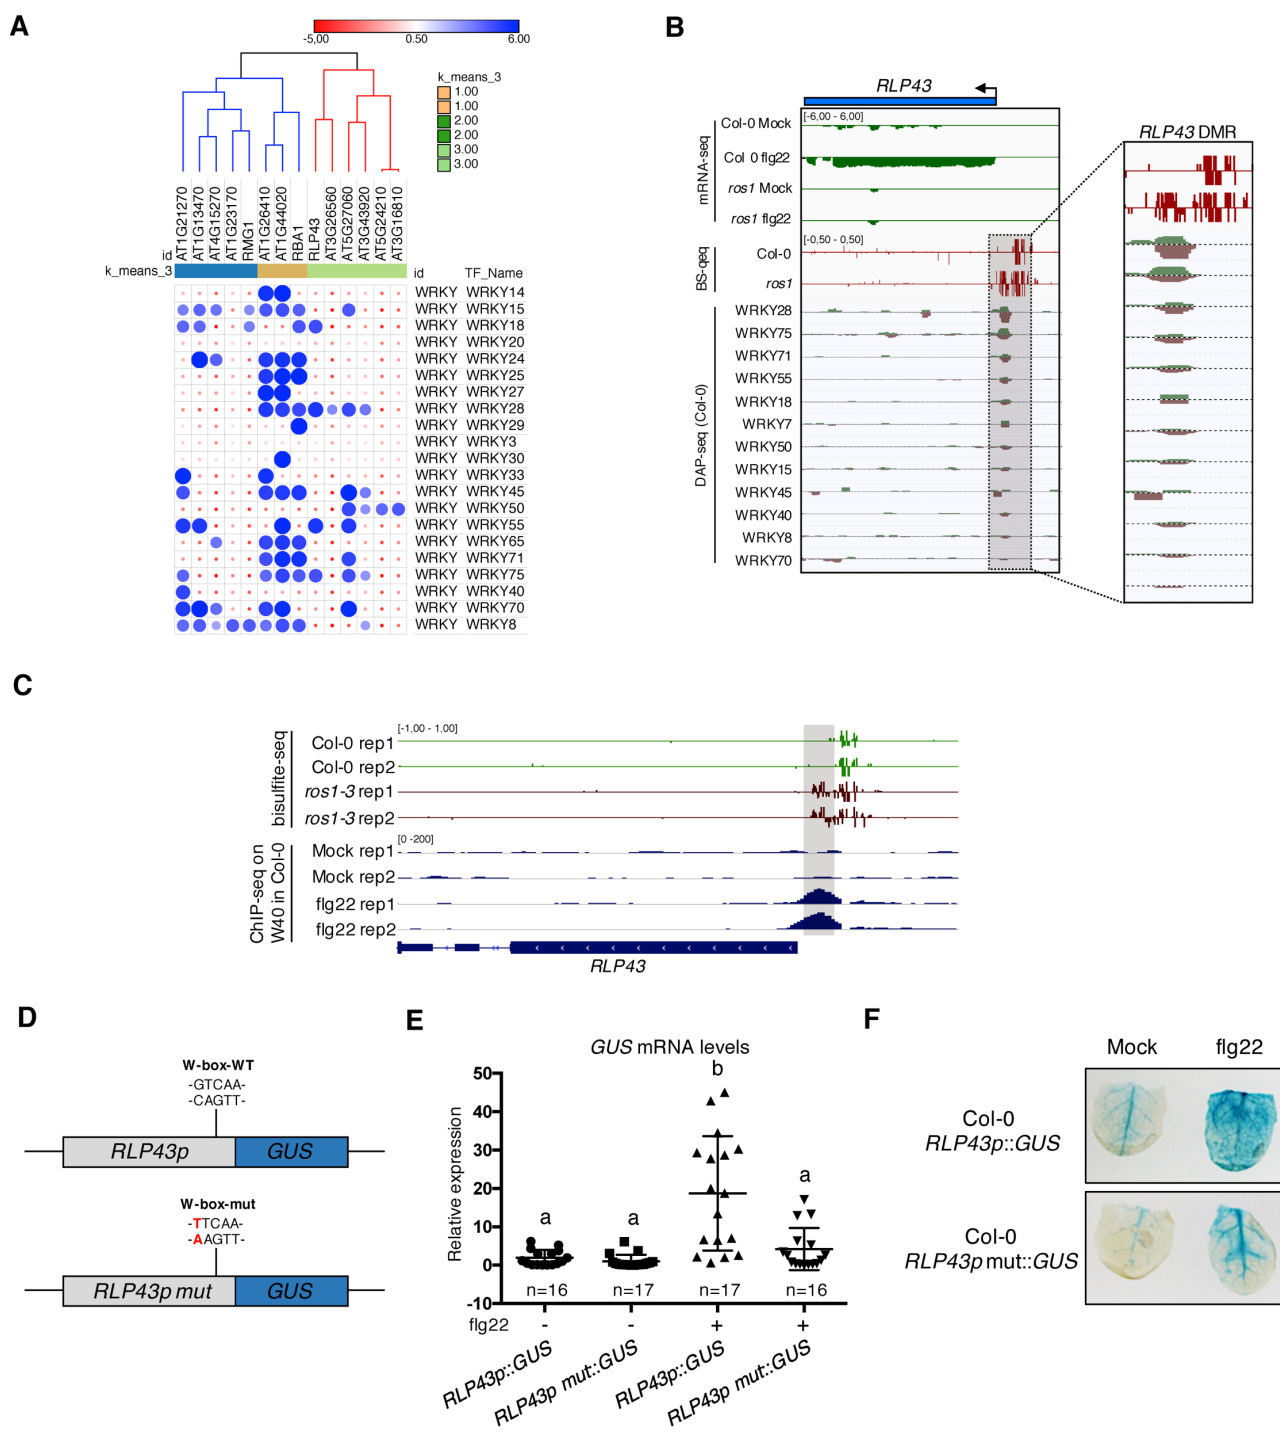 A
-5,00 0.50 6.00
k_means_3
1.00
1.00
2.00
2.00
3.00
3.00
id
AT1G21270
AT1G13470
AT4G15270
AT1G23170
RMG1
AT1G26410
AT1G44020
RBA1
RLP43
AT3G26560
AT5G27060
AT3G43920
AT5G24210
AT3G16810
k_means_3
id TF_Name
WRKY WRKY14
WRKY WRKY15
WRKY WRKY18
WRKY WRKY20
WRKY WRKY24
WRKY WRKY25
WRKY WRKY27
WRKY WRKY28
WRKY WRKY29
WRKY WRKY3
WRKY WRKY30
WRKY WRKY33
WRKY WRKY45
WRKY WRKY50
WRKY WRKY55
WRKY WRKY65
WRKY WRKY71
WRKY WRKY75
WRKY WRKY40
WRKY WRKY70
WRKY WRKY8
B
RLP43
[-6,00 - 6,00]
mRNA-seq
Col-0 Mock
Col 0 flg22
ros1 Mock
ros1 flg22
BS-qeq
[-0,50 - 0,50]
Col-0
ros1
DAP-seq (Col-0)
WRKY28
WRKY75
WRKY71
WRKY55
WRKY18
WRKY7
WRKY50
WRKY15
WRKY45
WRKY40
WRKY8
WRKY70
RLP43 DMR
C
bisulfite-seq
[-1,00 - 1,00]
Col-0 rep1
Col-0 rep2
ros1-3 rep1
ros1-3 rep2
ChIP-seq on
W40 in Col-0
[0 -200]
Mock rep1
Mock rep2
flg22 rep1
flg22 rep2
RLP43
D
W-box-WT
-GTCAA-
-CAGTT-
RLP43p GUS
W-box-mut
-TTCAA-
-AAGTT-
RLP43p mut GUS
E
GUS mRNA levels
Relative expression
50
40
30
20
10
0
-10
a a b a
n=16 n=17 n=17 n=16
flg22 - - + +
RLP43p::GUS
RLP43p mut::GUS
RLP43p::GUS
RLP43p mut::GUS
F
Mock flg22
Col-0
RLP43p::GUS
Col-0
RLP43p mut::GUS